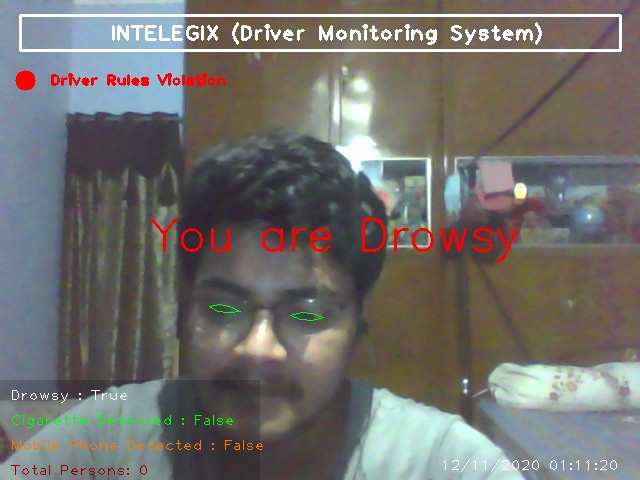 INTELEGIX (Driver Monitoring System)
Driver Rules Violation
You are Drowsy
Drowsy : True
Cigarette Detected : False
Mobile Phone Detected : False
Total Persons: 0
12/11/2020 01:11:20